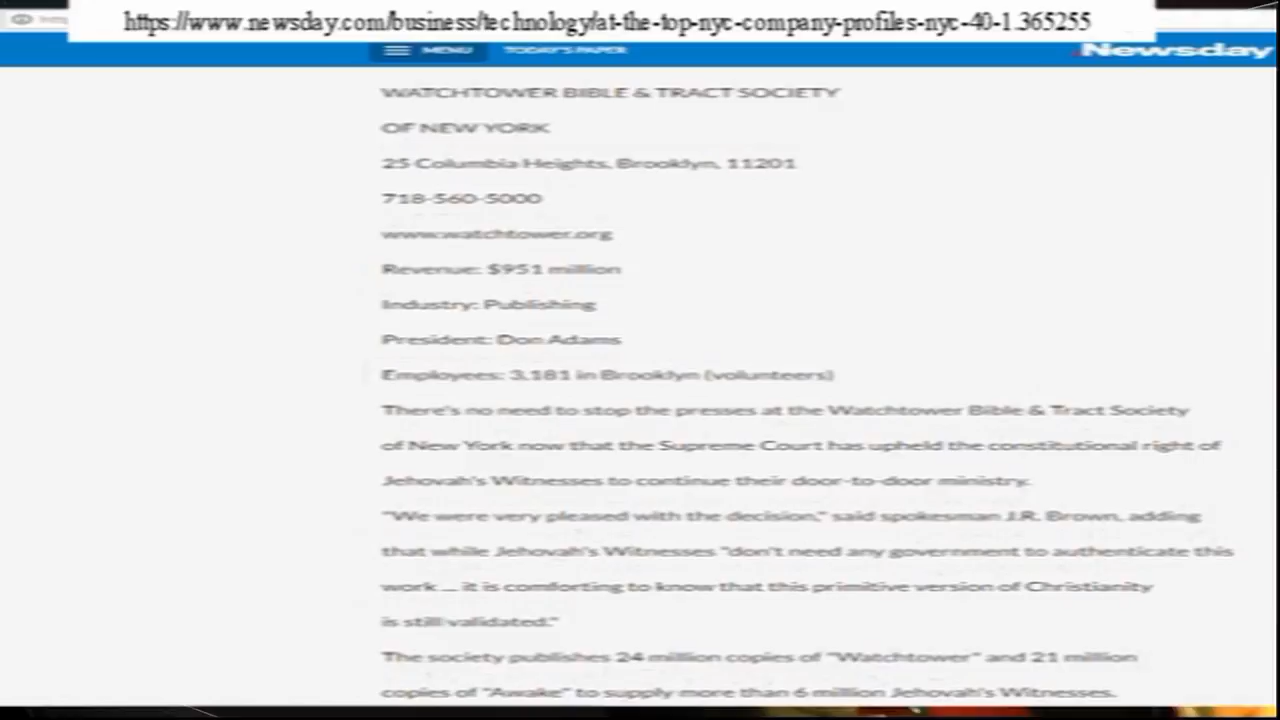 https://www.newsday.com/business/technology/at-the-top-nyc-company-profiles-nyc-40-1.365255
MENU TODAY'S PAPER Newsday
WATCHTOWER BIBLE & TRACT SOCIETY
OF NEW YORK
25 Columbia Heights, Brooklyn, 11201
718-560-5000
www.watchtower.org
Revenue: $951 million
Industry: Publishing
President: Don Adams
Employees: 3,181 in Brooklyn (volunteers)
There's no need to stop the presses at the Watchtower Bible & Tract Society
of New York now that the Supreme Court has upheld the constitutional right of
Jehovah's Witnesses to continue their door-to-door ministry.
"We were very pleased with the decision," said spokesman J.R. Brown, adding
that while Jehovah's Witnesses "don't need any government to authenticate this
work ... it is comforting to know that this primitive version of Christianity
is still validated."
The society publishes 24 million copies of "Watchtower" and 21 million
copies of "Awake" to supply more than 6 million Jehovah's Witnesses.